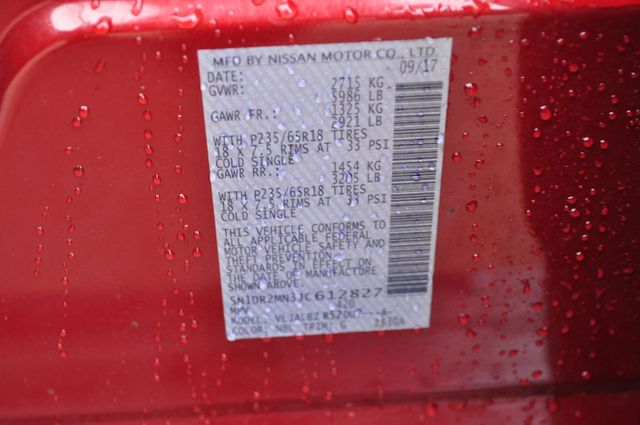 MFD BY NISSAN MOTOR CO., LTD.
DATE: 09/17
GVWR: 2715 KG
5986 LB
GAWR FR.: 1325 KG
2921 LB
WITH P235/65R18 TIRES
18 X 7.5 RIMS AT 33 PSI
COLD SINGLE
GAWR RR.: 1454 KG
3205 LB
WITH P235/65R18 TIRES
18 X 7.5 RIMS AT 33 PSI
COLD SINGLE
THIS VEHICLE CONFORMS TO
ALL APPLICABLE FEDERAL
MOTOR VEHICLE SAFETY AND
THEFT PREVENTION
STANDARDS IN EFFECT ON
THE DATE OF MANUFACTURE
SHOWN ABOVE.
5N1DR2MN3JC612827
MPV 420
MODEL:
COLOR: NBL TRIM: G